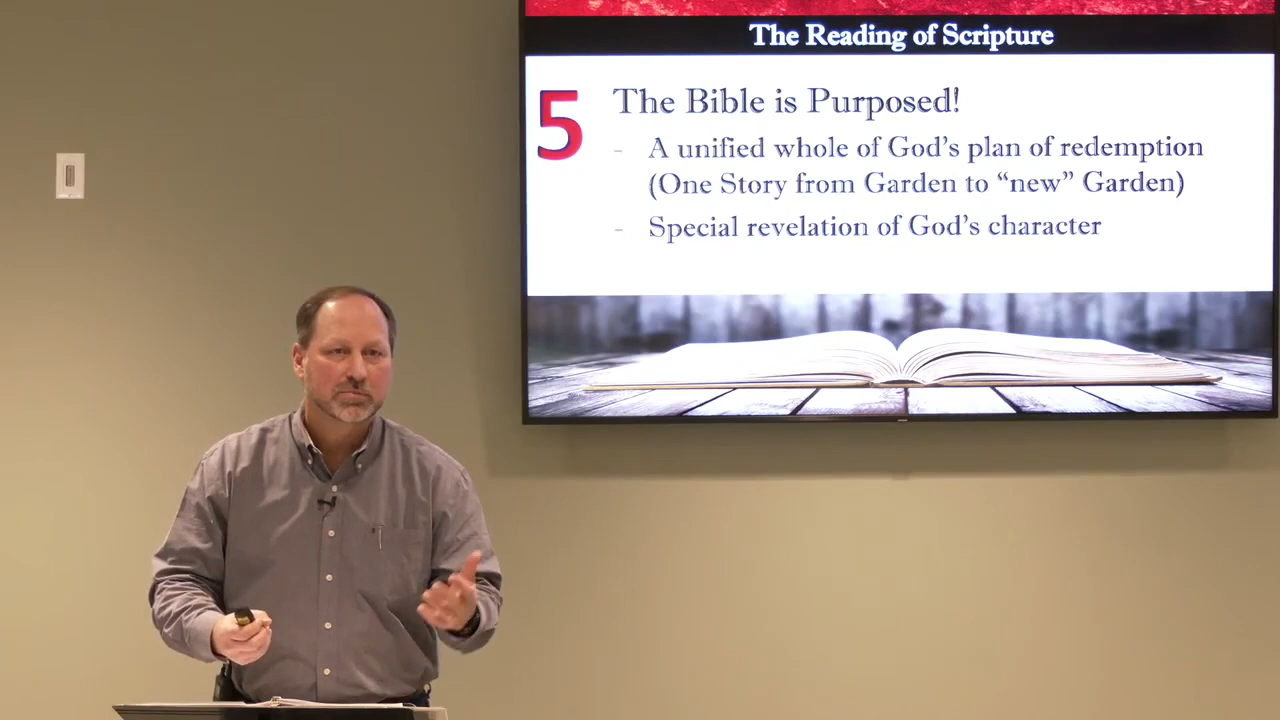 The Reading of Scripture
5 The Bible is Purposed!
- A unified whole of God's plan of redemption
(One Story from Garden to “new” Garden)
- Special revelation of God's character